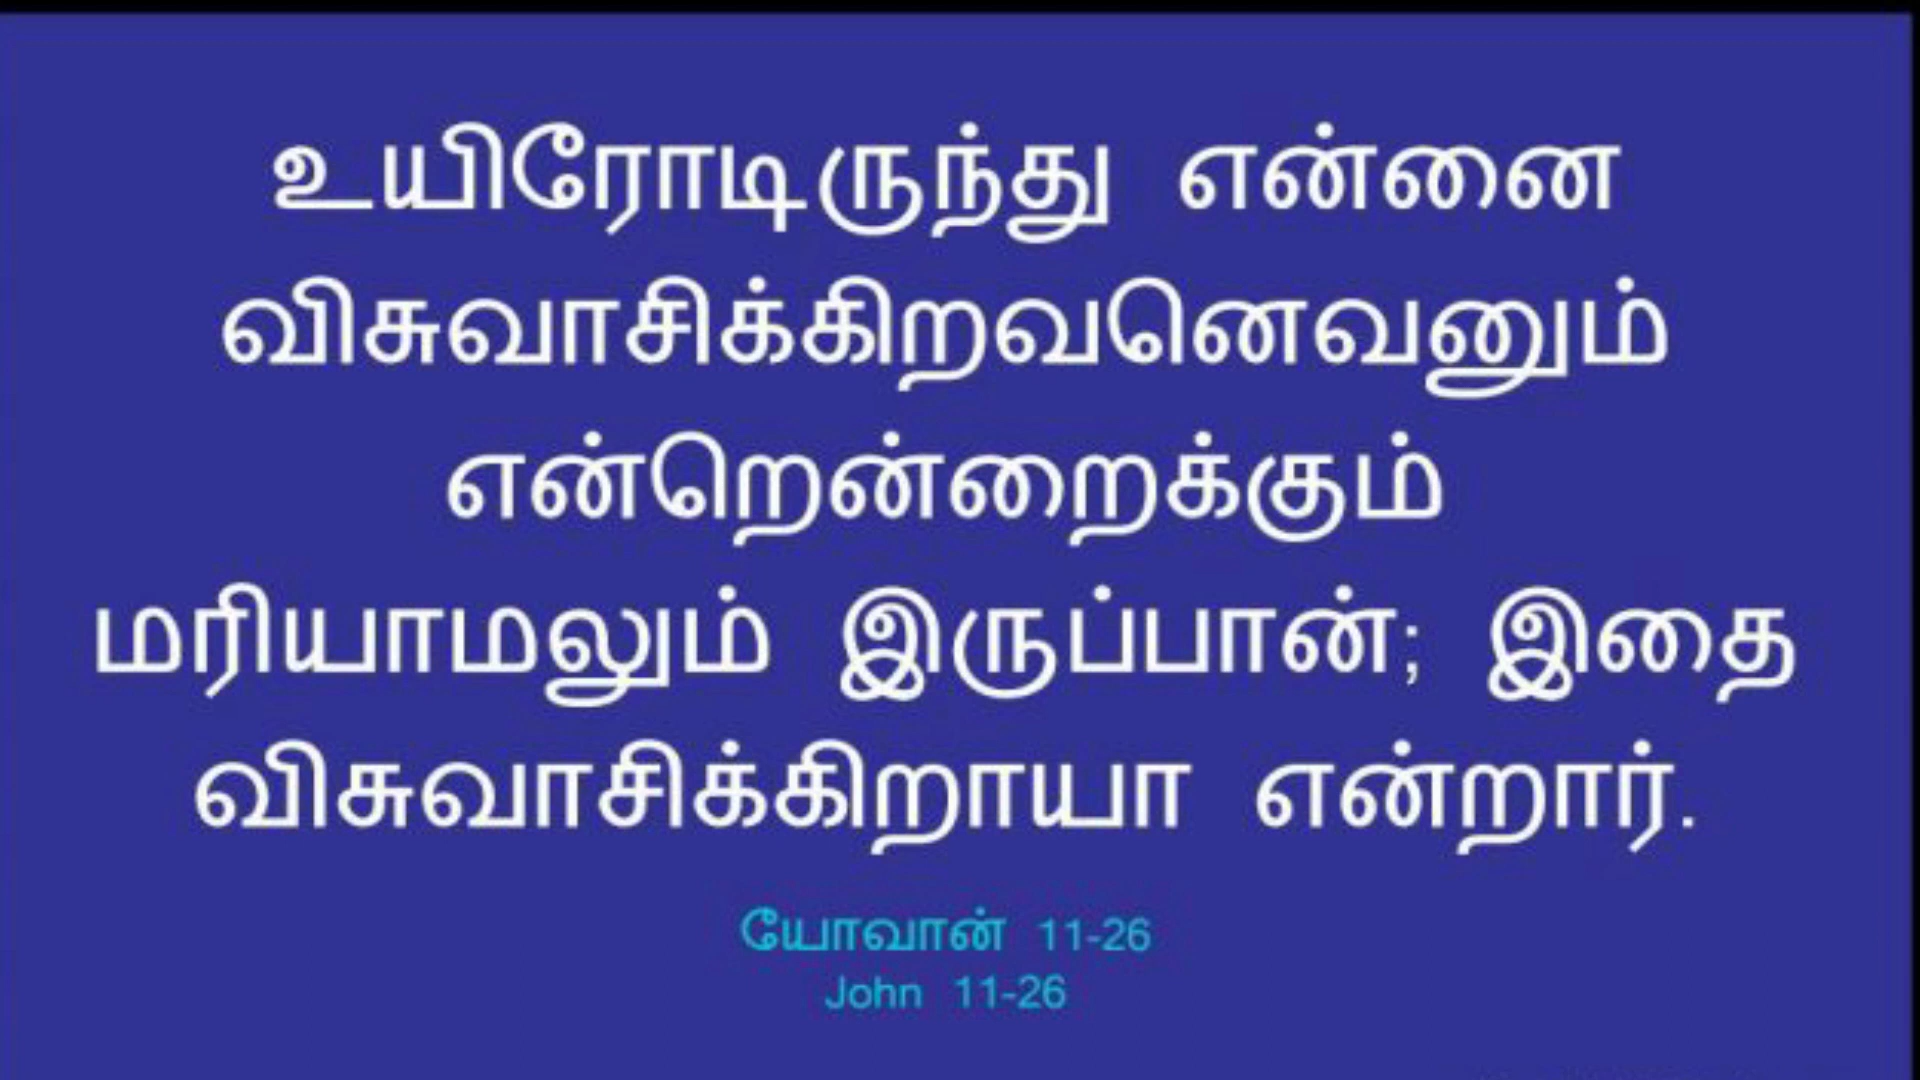 உயிரோடிருந்து என்னை
விசுவாசிக்கிறவனெவனும்
என்றென்றைக்கும்
மரியாமலும் இருப்பான்; இதை
விசுவாசிக்கிறாயா என்றார்.
யோவான் 11-26
John 11-26